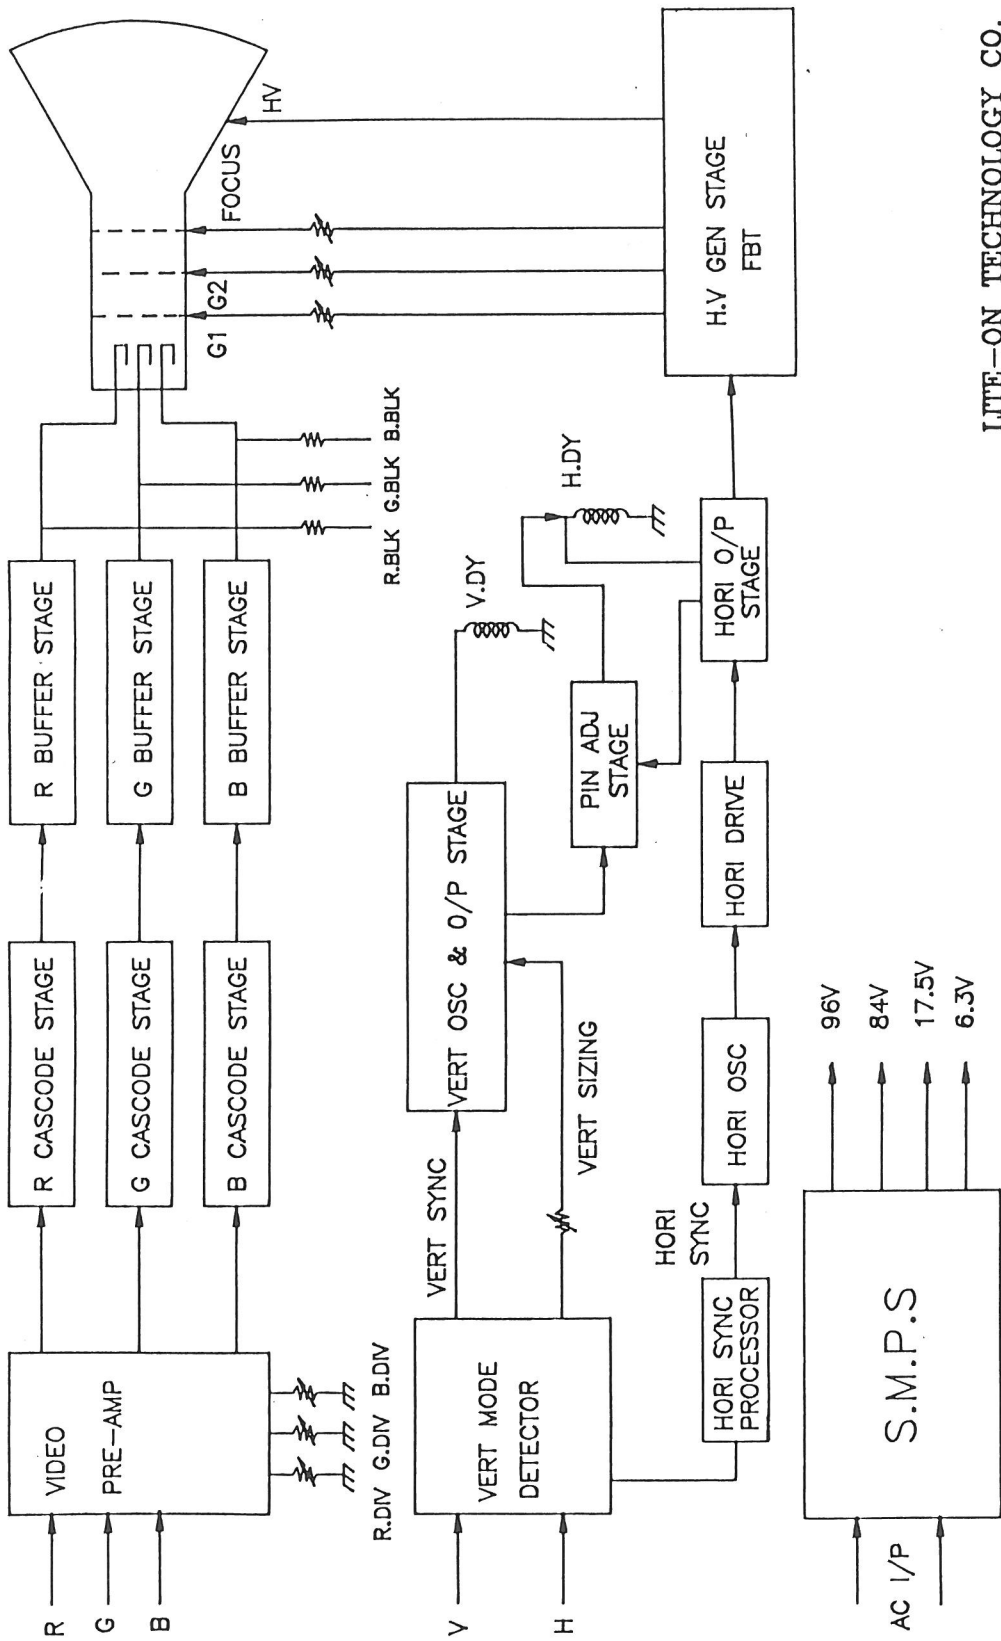 R
G
B
VIDEO
PRE-AMP
R.DIV G.DIV B.DIV
R CASCODE STAGE
G CASCODE STAGE
B CASCODE STAGE
R BUFFER STAGE
G BUFFER STAGE
B BUFFER STAGE
R.BLK G.BLK B.BLK
G1
G2
FOCUS
HV
V
H
VERT MODE
DETECTOR
VERT SYNC
VERT SIZING
VERT OSC & O/P STAGE
V.DY
PIN ADJ
STAGE
H.DY
HORI SYNC
PROCESSOR
HORI
SYNC
HORI OSC
HORI DRIVE
HORI O/P
STAGE
H.V GEN STAGE
FBT
AC I/P
S.M.P.S
96V
84V
17.5V
6.3V
LITE-ON TECHNOLOGY CO.